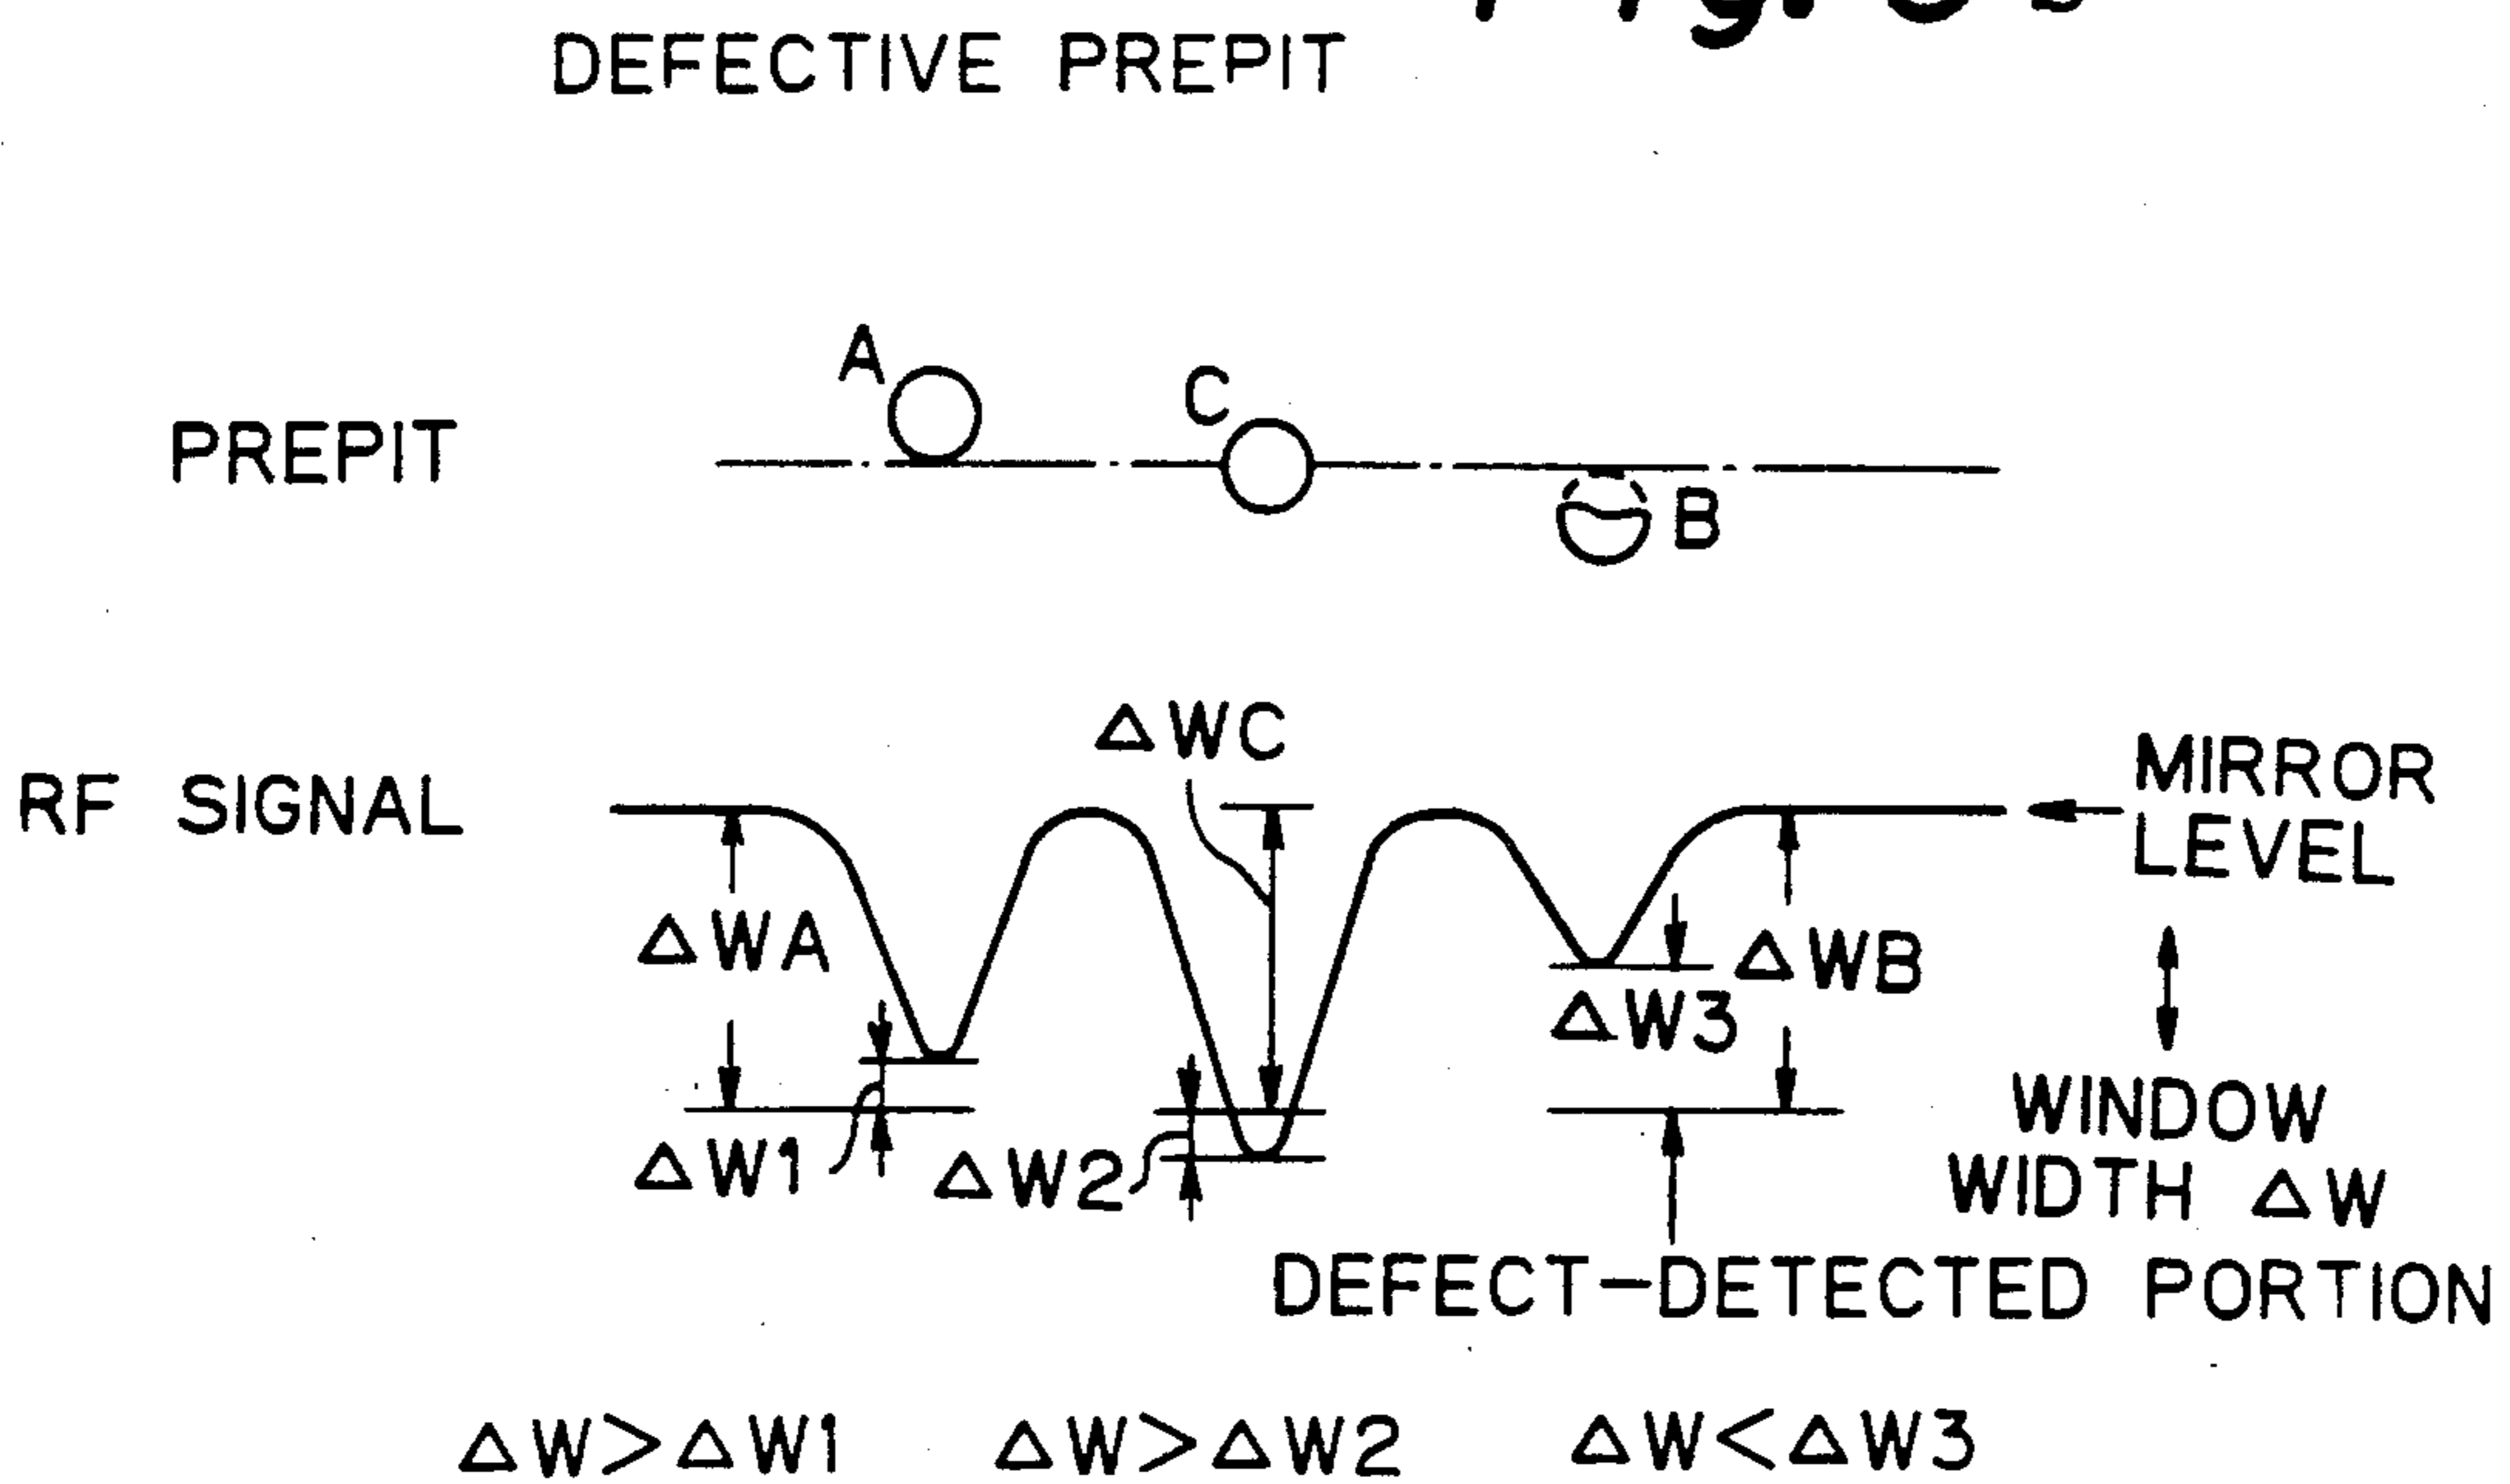 DEFECTIVE PREPIT
A
C
PREPIT
B
ΔWC
RF SIGNAL
MIRROR
LEVEL
ΔWA
ΔWB
ΔW3
ΔW1
ΔW2
WINDOW
WIDTH ΔW
DEFECT-DETECTED PORTION
ΔW>ΔW1 ΔW>ΔW2 ΔW<ΔW3